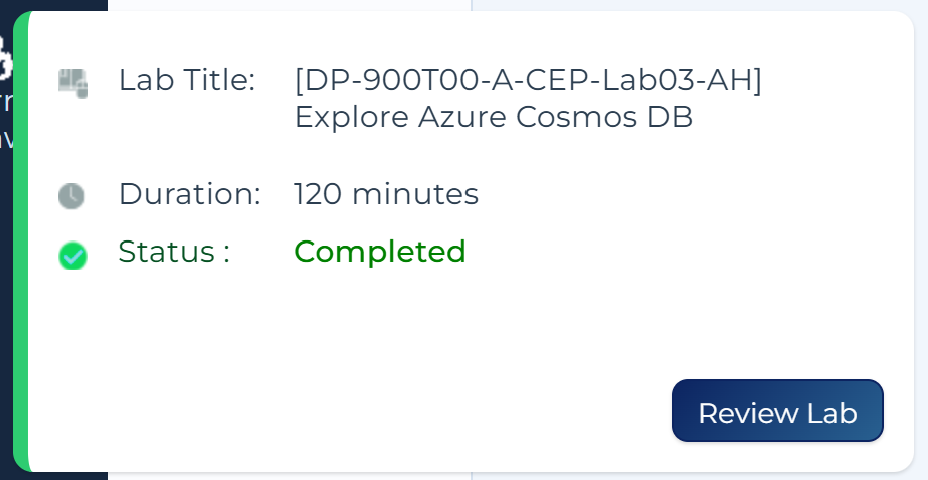 Lab Title: [DP-900T00-A-CEP-Lab03-AH]
Explore Azure Cosmos DB
Duration: 120 minutes
Status : Completed
Review Lab